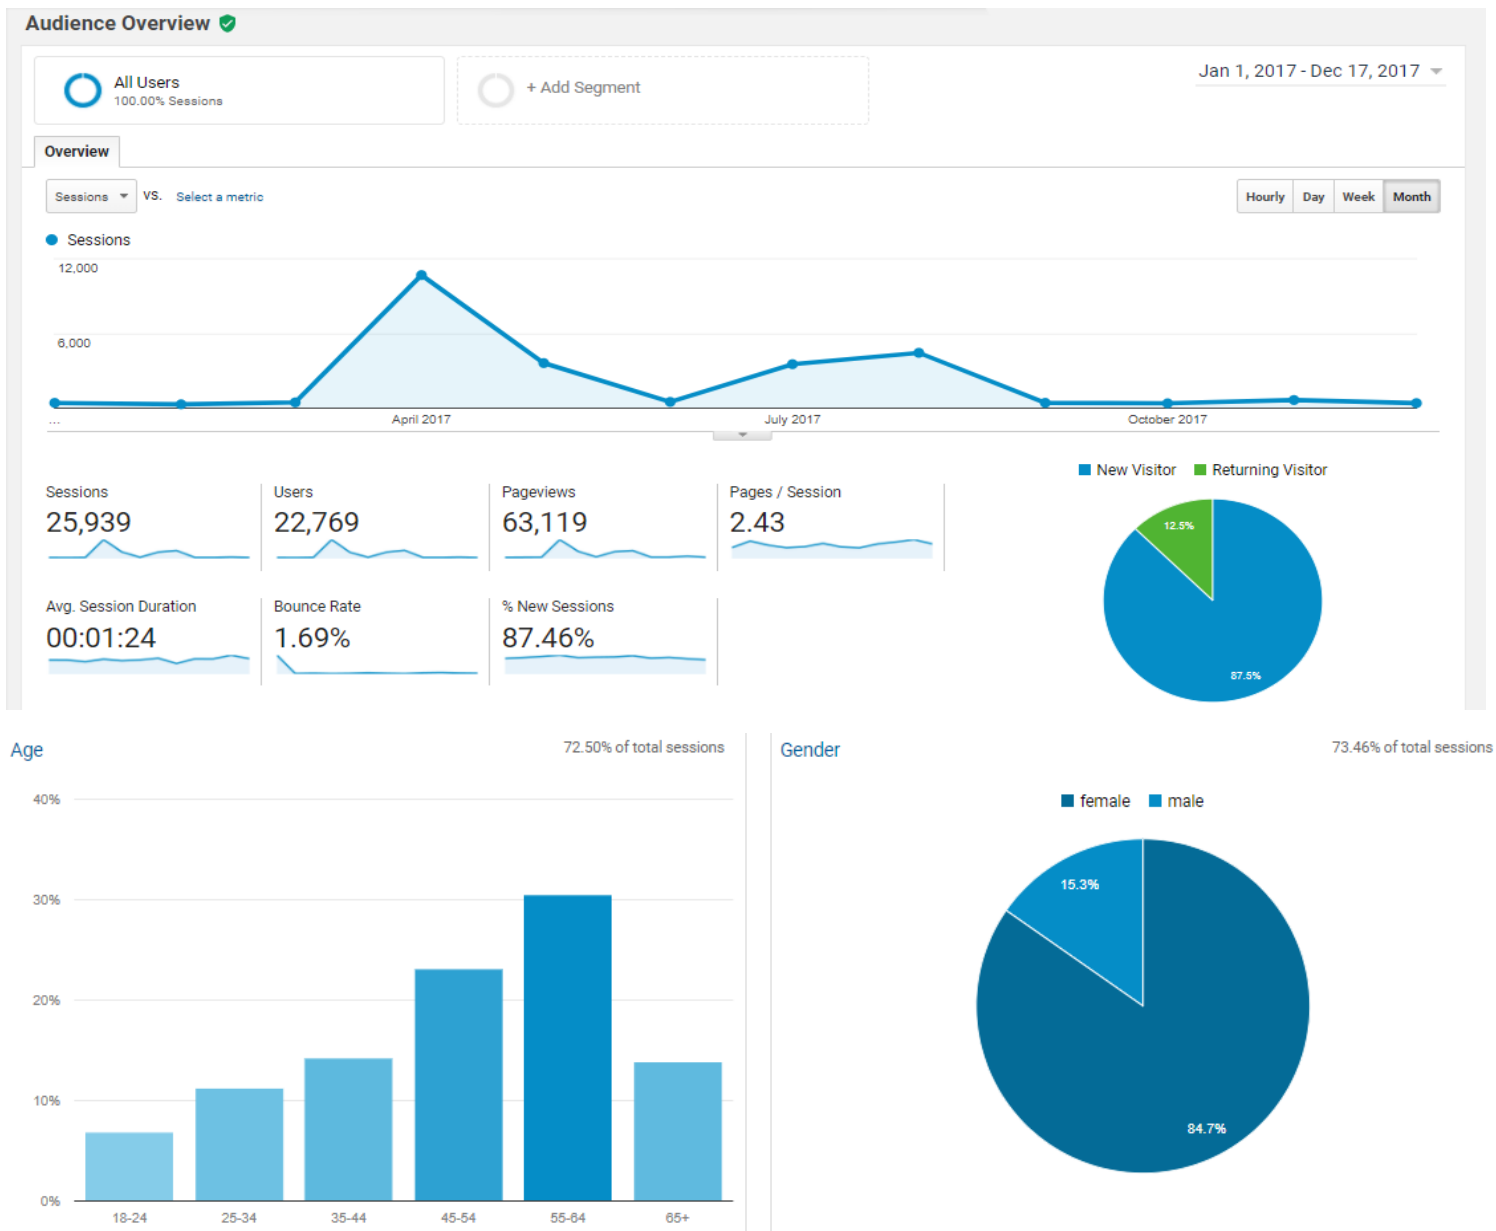 Audience Overview
All Users
100.00% Sessions
+ Add Segment
Jan 1, 2017 - Dec 17, 2017
Overview
Sessions VS. Select a metric
Hourly Day Week Month
Sessions
12,000
6,000
... April 2017 July 2017 October 2017
New Visitor Returning Visitor
Sessions
25,939
Users
22,769
Pageviews
63,119
Pages / Session
2.43
Avg. Session Duration
00:01:24
Bounce Rate
1.69%
% New Sessions
87.46%
12.5%
87.5%
Age
72.50% of total sessions
40%
30%
20%
10%
0%
18-24 25-34 35-44 45-54 55-64 65+
Gender
73.46% of total sessions
female male
15.3%
84.7%